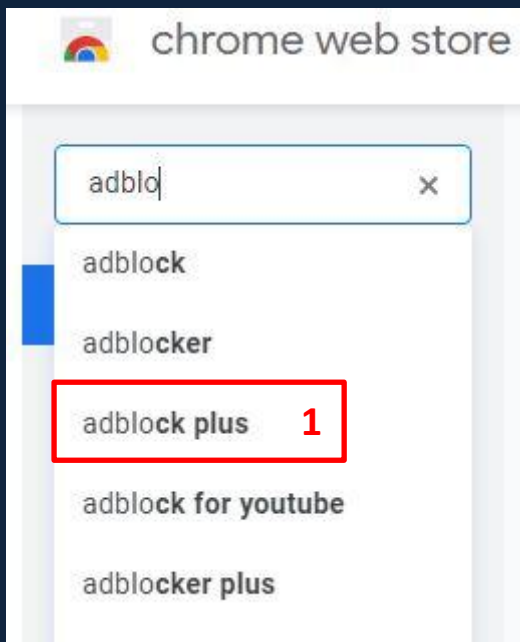 chrome web store
adblo
adblock
adblocker
adblock plus 1
adblock for youtube
adblocker plus